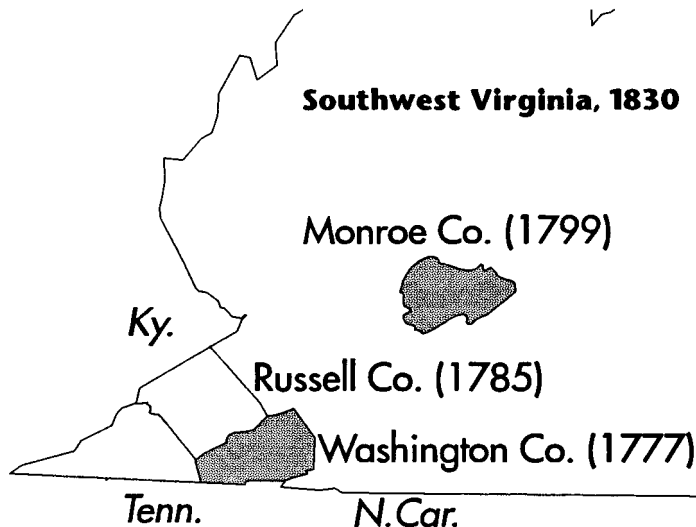 Southwest Virginia, 1830
Monroe Co. (1799)
Ky.
Russell Co. (1785)
Washington Co. (1777)
Tenn.
N. Car.